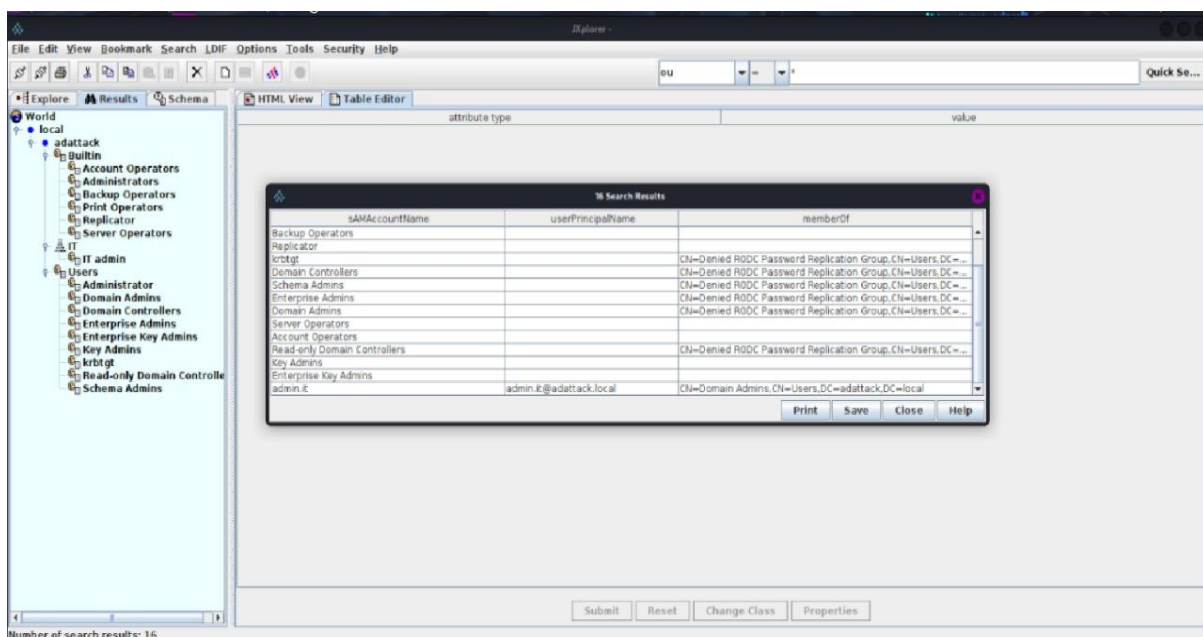 JXplorer -
File Edit View Bookmark Search LDIF Options Tools Security Help
ou = * Quick Se...
Explore Results Schema HTML View Table Editor
World
local
adattack
Builtin
Account Operators
Administrators
Backup Operators
Print Operators
Replicator
Server Operators
IT
IT admin
Users
Administrator
Domain Admins
Domain Controllers
Enterprise Admins
Enterprise Key Admins
Key Admins
krbtgt
Read-only Domain Controlle
Schema Admins
attribute type value
16 Search Results
sAMAccountName userPrincipalName memberOf
Backup Operators
Replicator
krbtgt CN=Denied RODC Password Replication Group,CN=Users,DC=...
Domain Controllers CN=Denied RODC Password Replication Group,CN=Users,DC=...
Schema Admins CN=Denied RODC Password Replication Group,CN=Users,DC=...
Enterprise Admins CN=Denied RODC Password Replication Group,CN=Users,DC=...
Domain Admins CN=Denied RODC Password Replication Group,CN=Users,DC=...
Server Operators
Account Operators
Read-only Domain Controllers CN=Denied RODC Password Replication Group,CN=Users,DC=...
Key Admins
Enterprise Key Admins
admin.it admin.it@adattack.local CN=Domain Admins,CN=Users,DC=adattack,DC=local
Print Save Close Help
Submit Reset Change Class Properties
Number of search results: 16